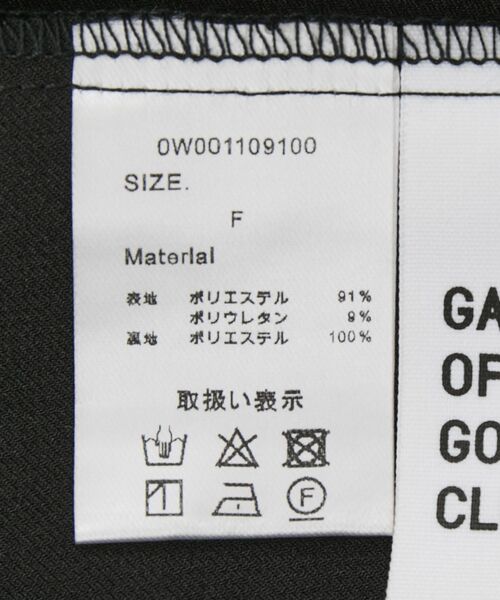 0W001109100
SIZE.
F
Material
表地 ポリエステル 91%
ポリウレタン 9%
裏地 ポリエステル 100%
取扱い表示
F
GA
OF
GO
CL